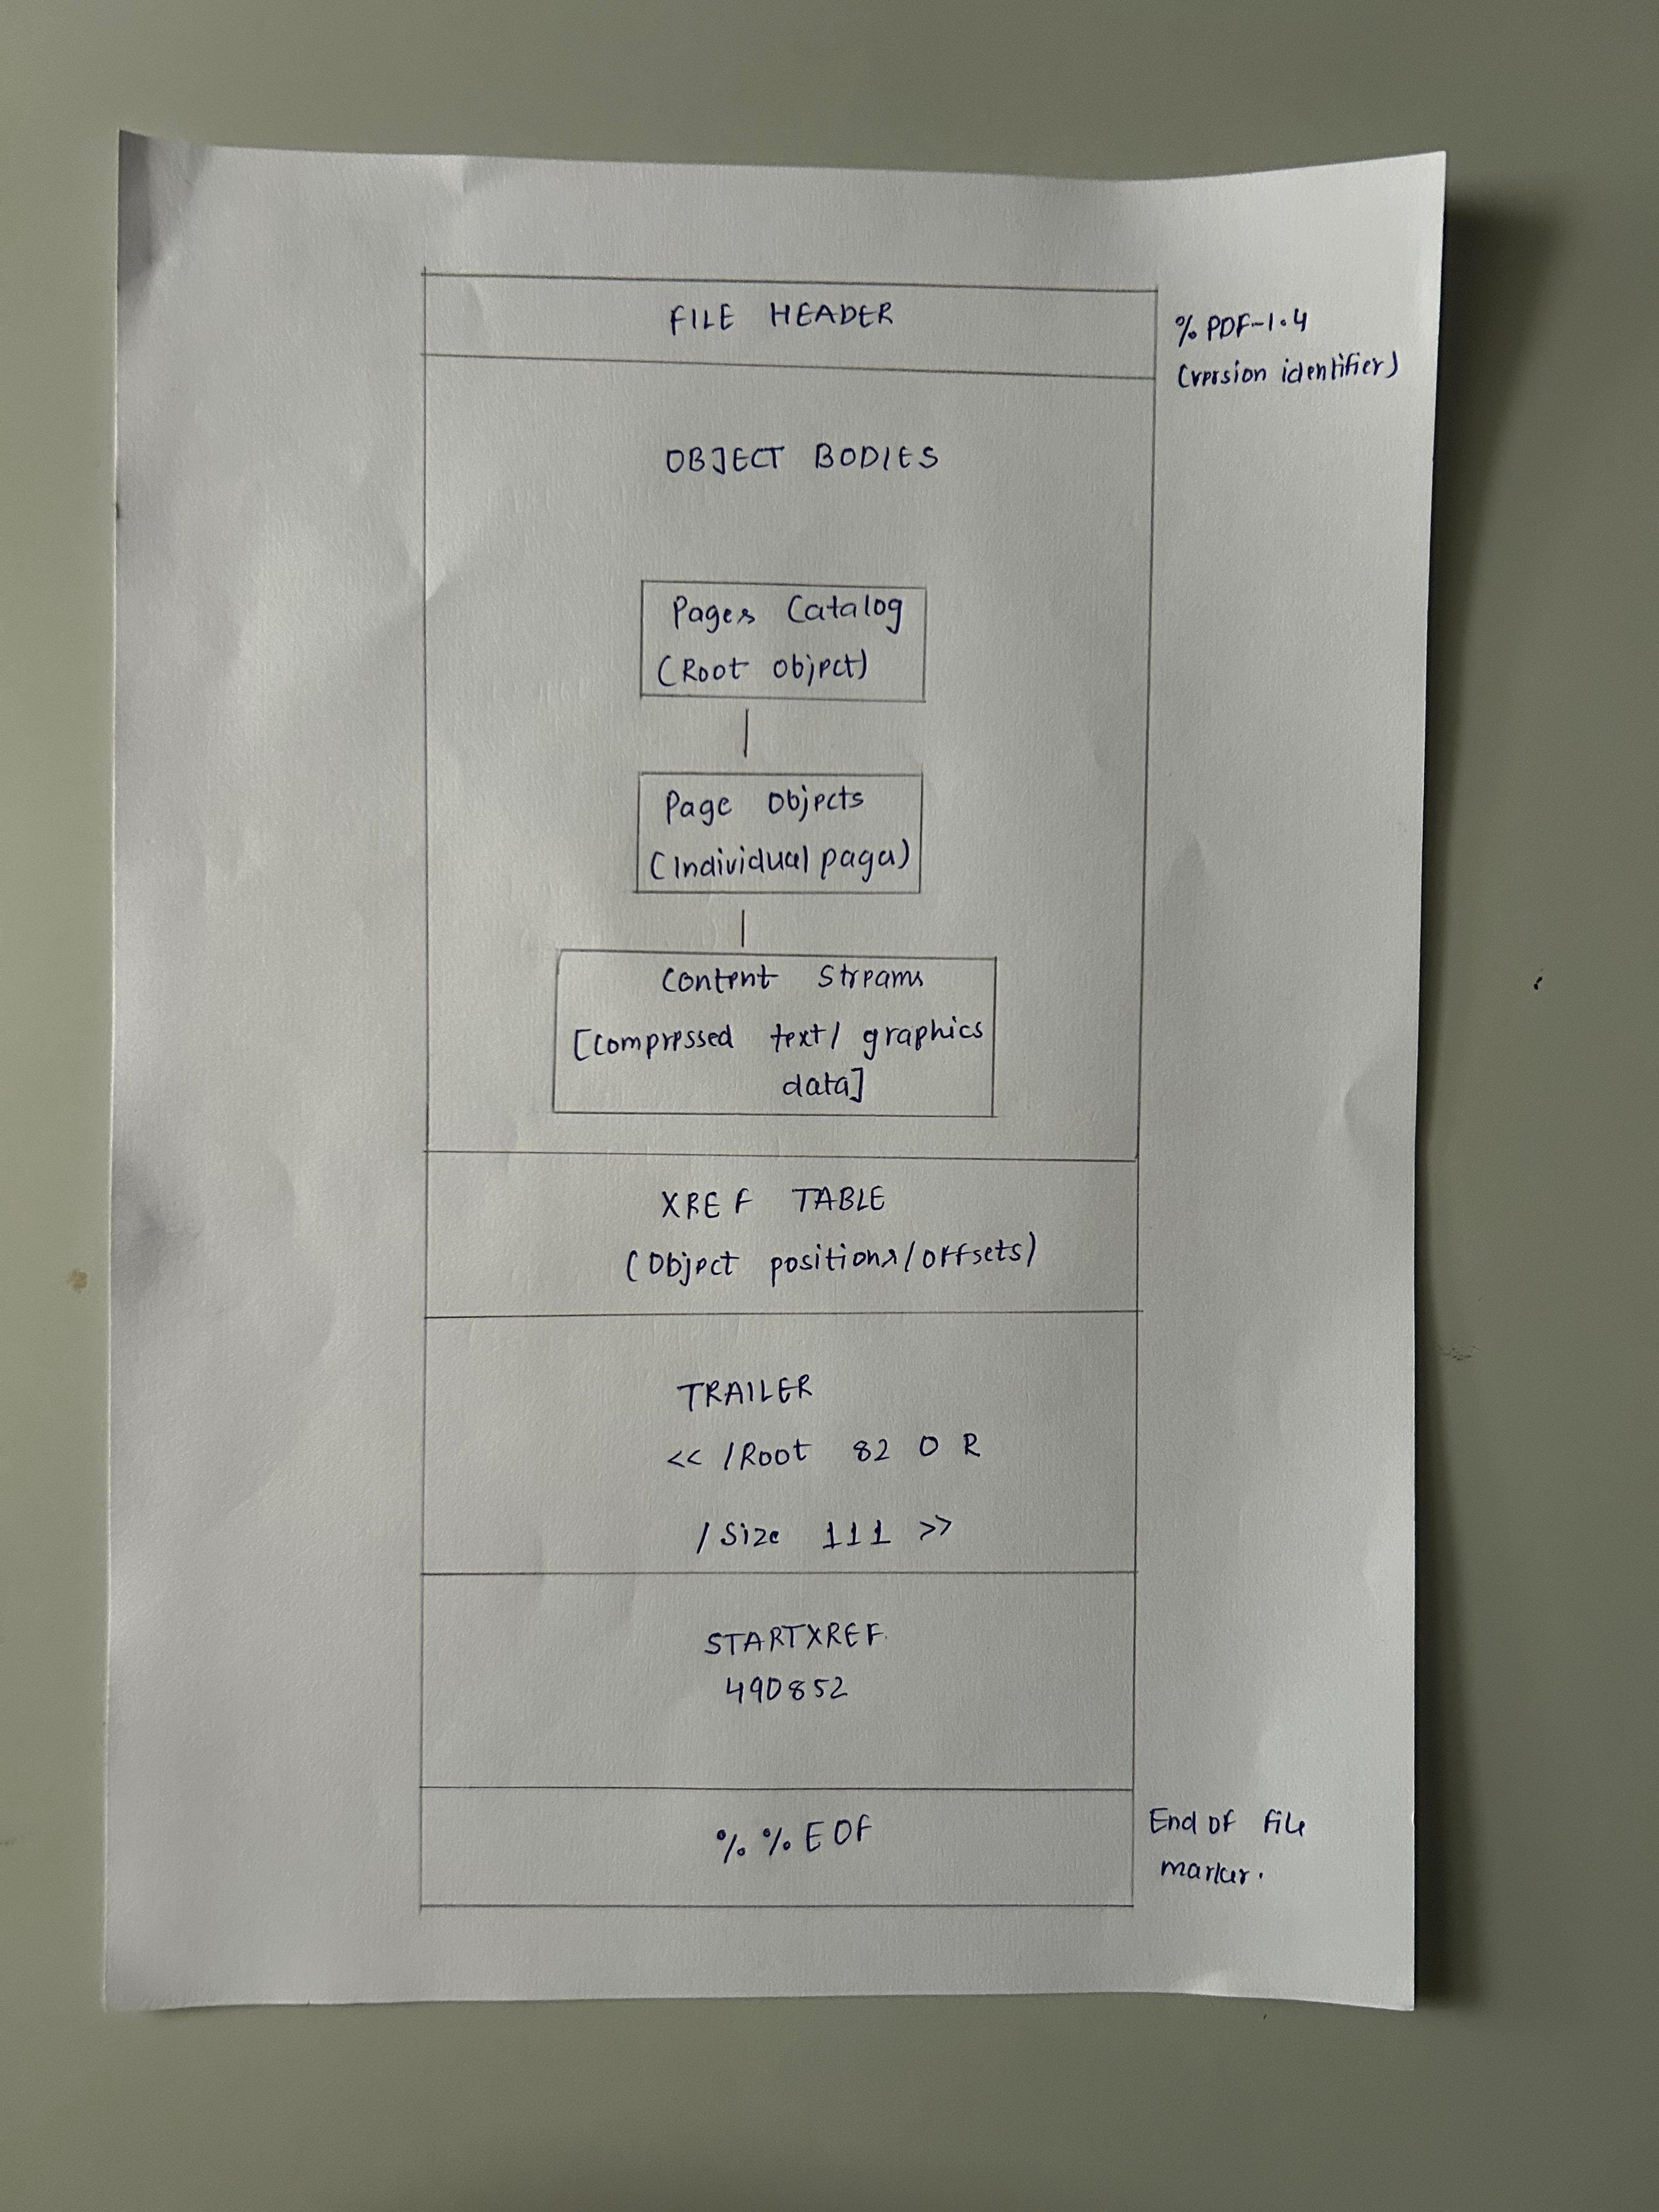 FILE HEADER
% PDF-1.4
(version identifier)
OBJECT BODIES
Pages Catalog
(Root object)
Page Objects
(Individual pages)
Content Streams
[compressed text/ graphics
data]
XREF TABLE
(Object positions/offsets)
TRAILER
<< /Root 82 0 R
/Size 111 >>
STARTXREF
490852
%%EOF
End of file
marker.